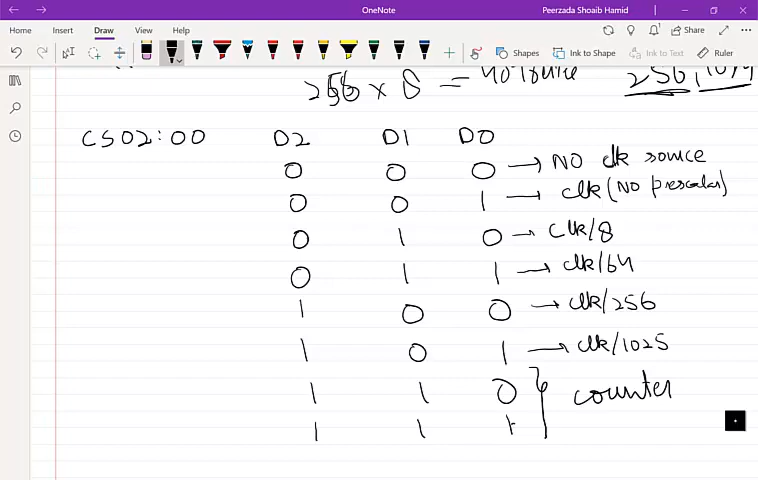 OneNote
Peerzada Shoaib Hamid
Home Insert Draw View Help
Share
Shapes Ink to Shape Ink to Text Ruler
256 × 8 =
256,
CS02:00 D2 D1 D0
0 0 0 → NO clk source
0 0 1 → clk (No prescalar)
0 1 0 → clk/8
0 1 1 → clk/64
1 0 0 → clk/256
1 0 1 → clk/1025
1 1 0 } counter
1 1 1